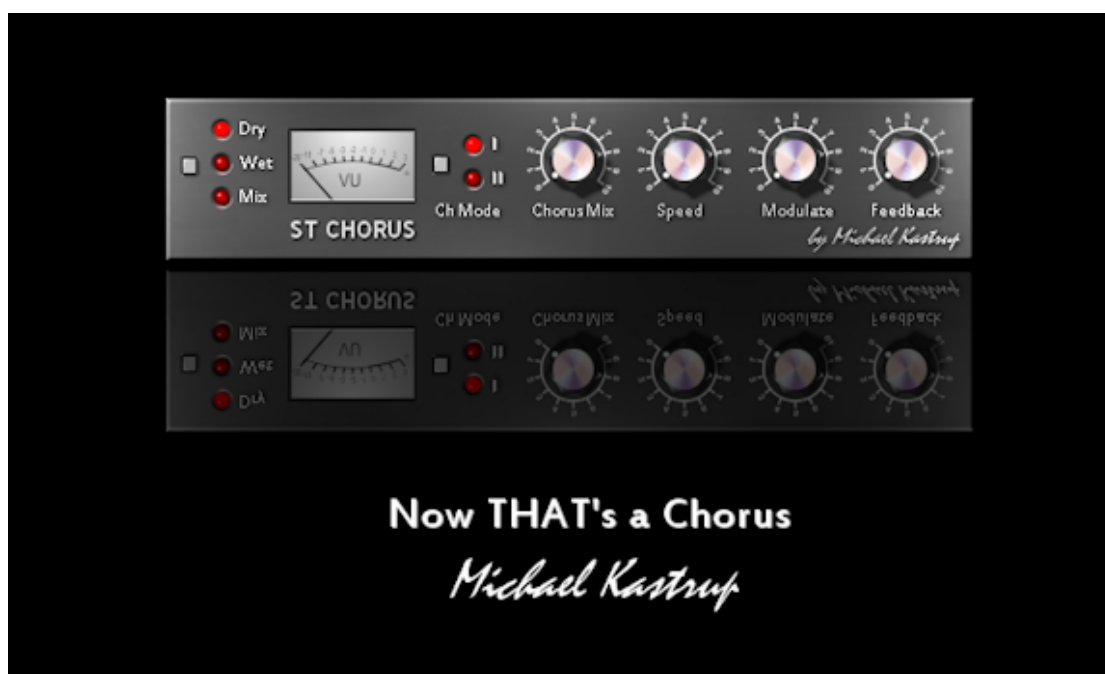 Dry
Wet
Mix
VU
ST CHORUS
I
II
Ch Mode
Chorus Mix
Speed
Modulate
Feedback
by Michael Kastrup
Now THAT's a Chorus
Michael Kastrup